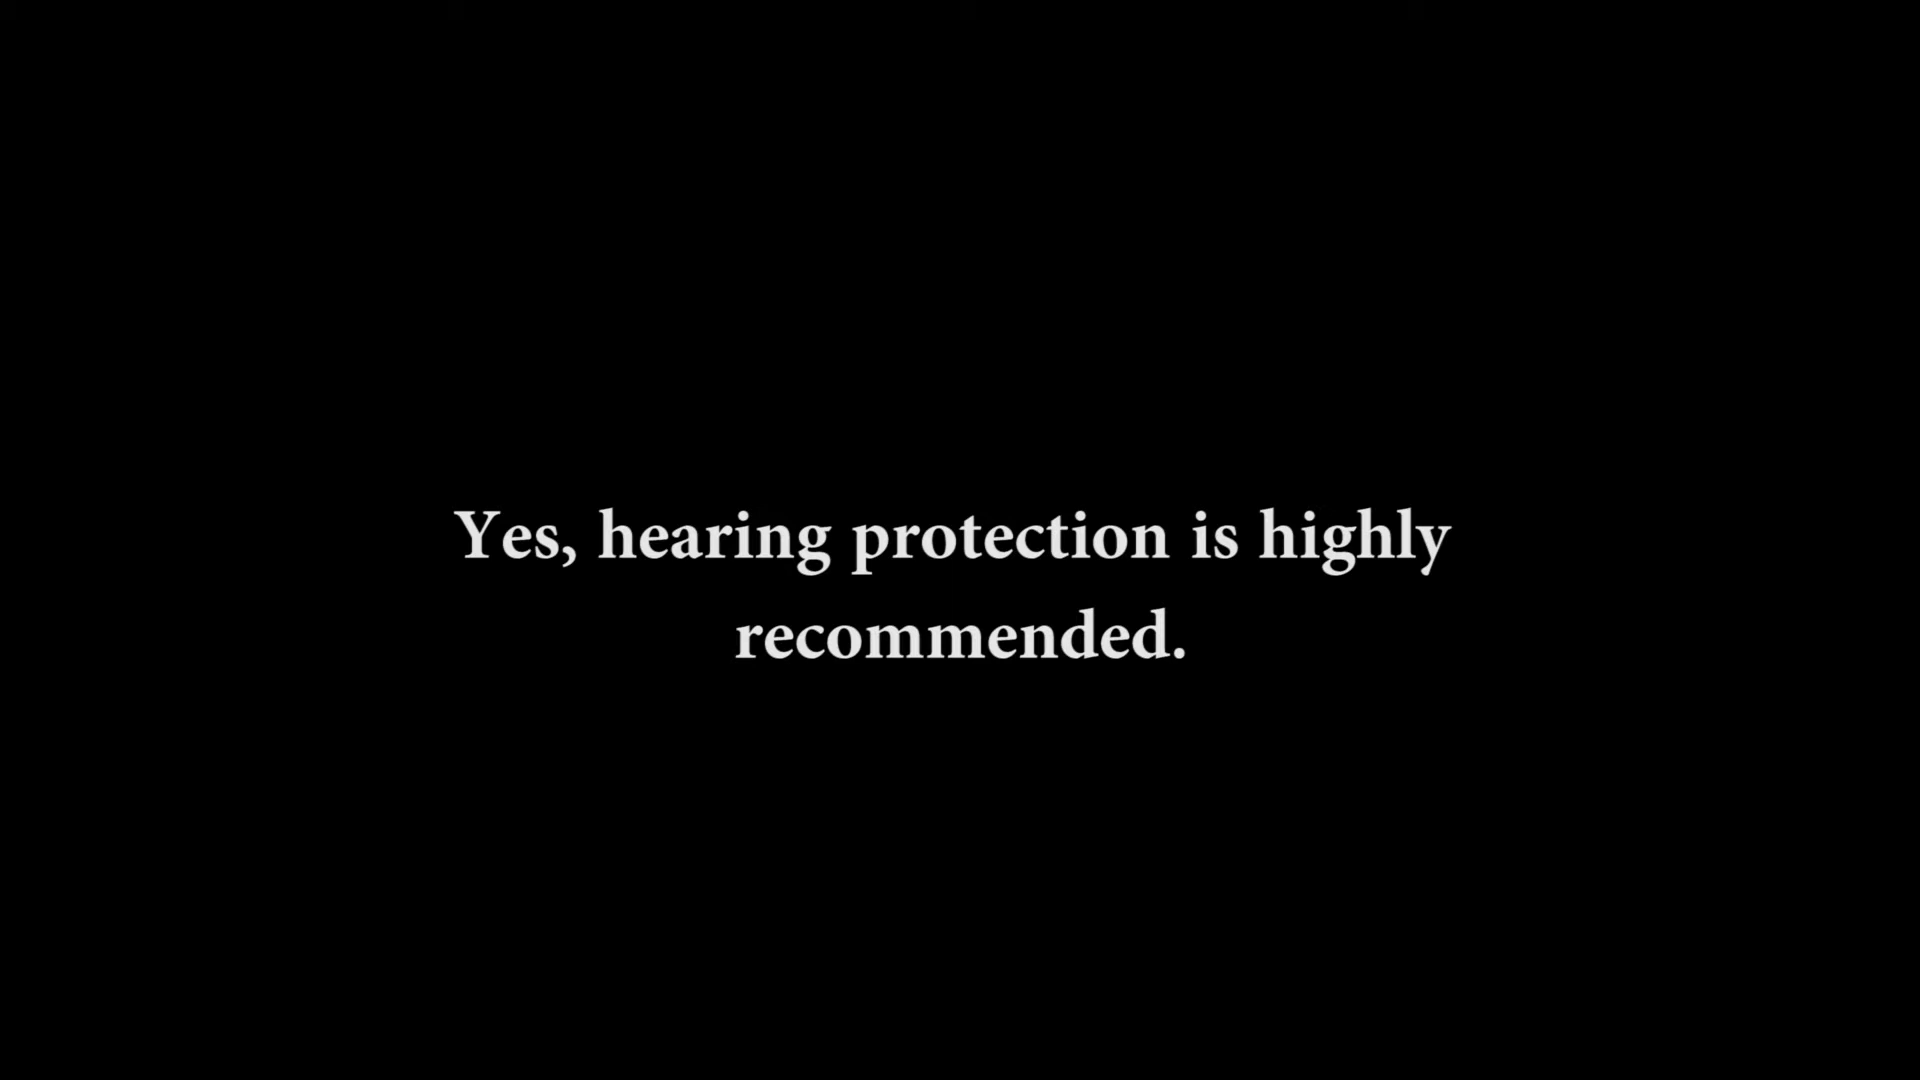 Yes, hearing protection is highly
recommended.